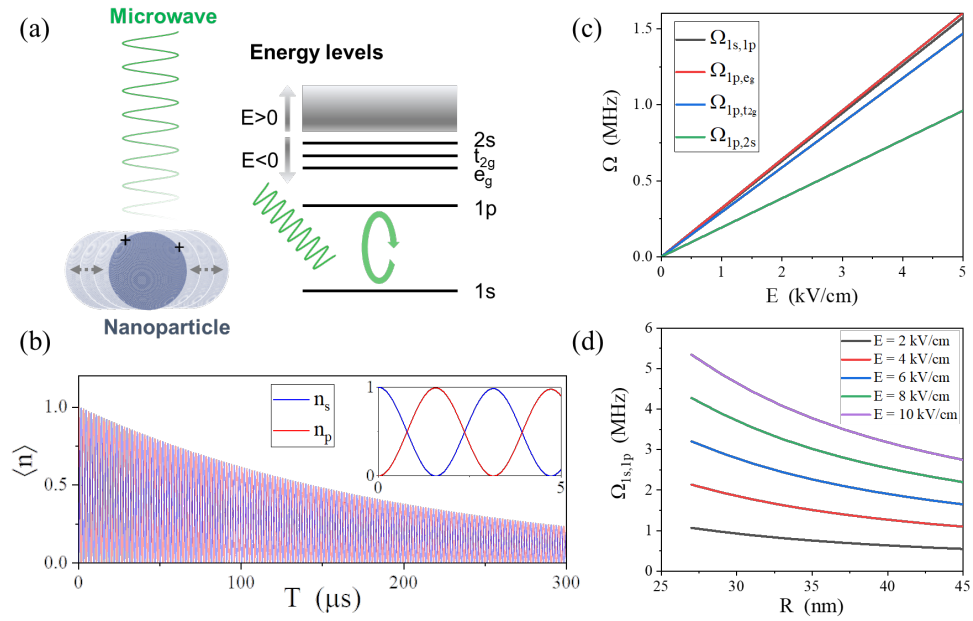 (a)
Microwave
Energy levels
E>0
E<0
2s
t2g
eg
1p
1s
+
+
Nanoparticle
(b)
⟨n⟩
1.0
0.5
0.0
0
100
200
300
T (μs)
ns
np
1
0
0
5
(c)
Ω (MHz)
1.5
1.0
0.5
0.0
0
1
2
3
4
5
E (kV/cm)
Ω1s,1p
Ω1p,eg
Ω1p,t2g
Ω1p,2s
(d)
Ω1s,1p (MHz)
6
5
4
3
2
1
0
25
30
35
40
45
R (nm)
E = 2 kV/cm
E = 4 kV/cm
E = 6 kV/cm
E = 8 kV/cm
E = 10 kV/cm